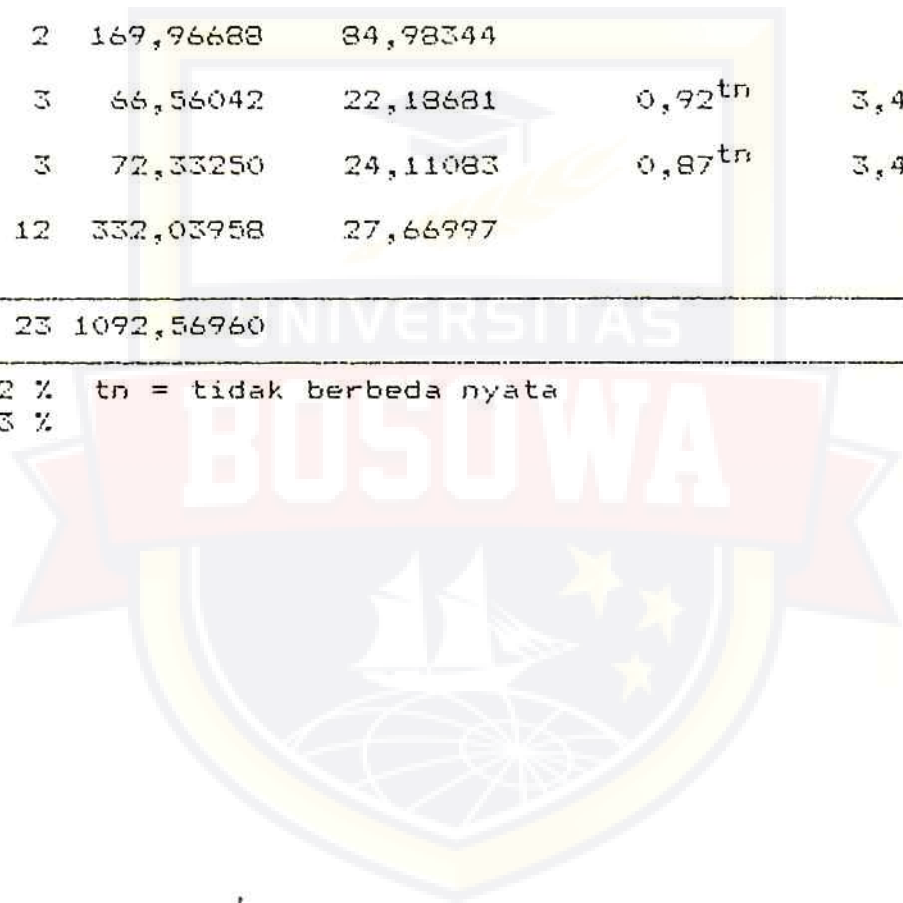 2 169,96688 84,98344
3 66,56042 22,18681 0,92tn 3,4
3 72,33250 24,11083 0,87tn 3,4
12 332,03958 27,66997
23 1092,56960
2 % tn = tidak berbeda nyata
3 %
UNIVERSITAS
BOSOWA